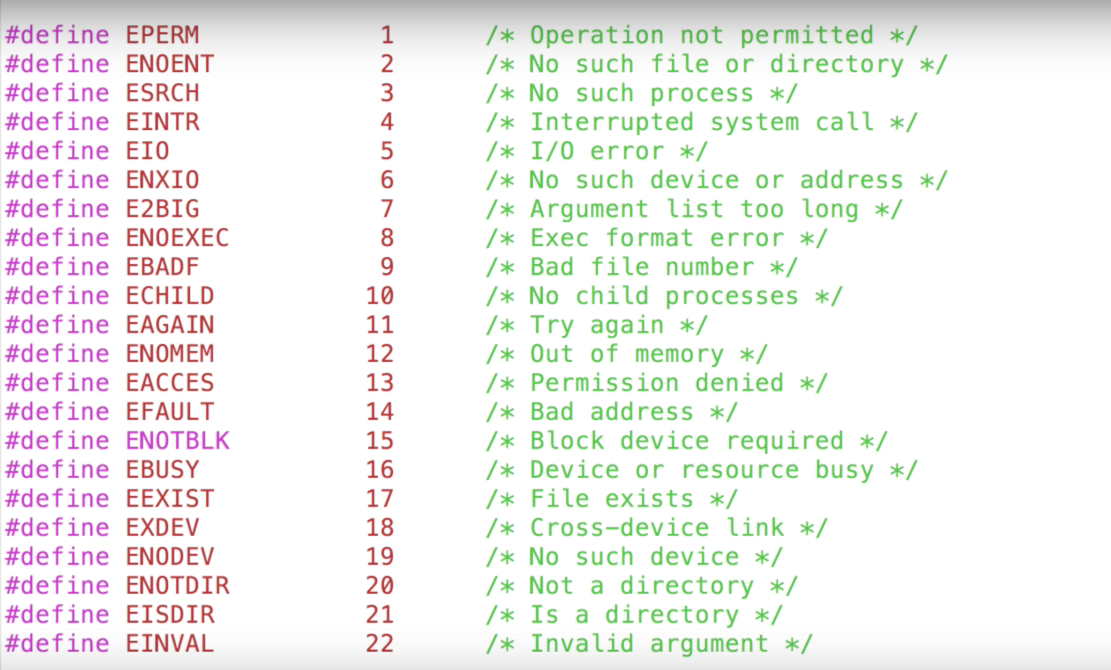 #define EPERM 1 /* Operation not permitted */
#define ENOENT 2 /* No such file or directory */
#define ESRCH 3 /* No such process */
#define EINTR 4 /* Interrupted system call */
#define EIO 5 /* I/O error */
#define ENXIO 6 /* No such device or address */
#define E2BIG 7 /* Argument list too long */
#define ENOEXEC 8 /* Exec format error */
#define EBADF 9 /* Bad file number */
#define ECHILD 10 /* No child processes */
#define EAGAIN 11 /* Try again */
#define ENOMEM 12 /* Out of memory */
#define EACCES 13 /* Permission denied */
#define EFAULT 14 /* Bad address */
#define ENOTBLK 15 /* Block device required */
#define EBUSY 16 /* Device or resource busy */
#define EEXIST 17 /* File exists */
#define EXDEV 18 /* Cross-device link */
#define ENODEV 19 /* No such device */
#define ENOTDIR 20 /* Not a directory */
#define EISDIR 21 /* Is a directory */
#define EINVAL 22 /* Invalid argument */